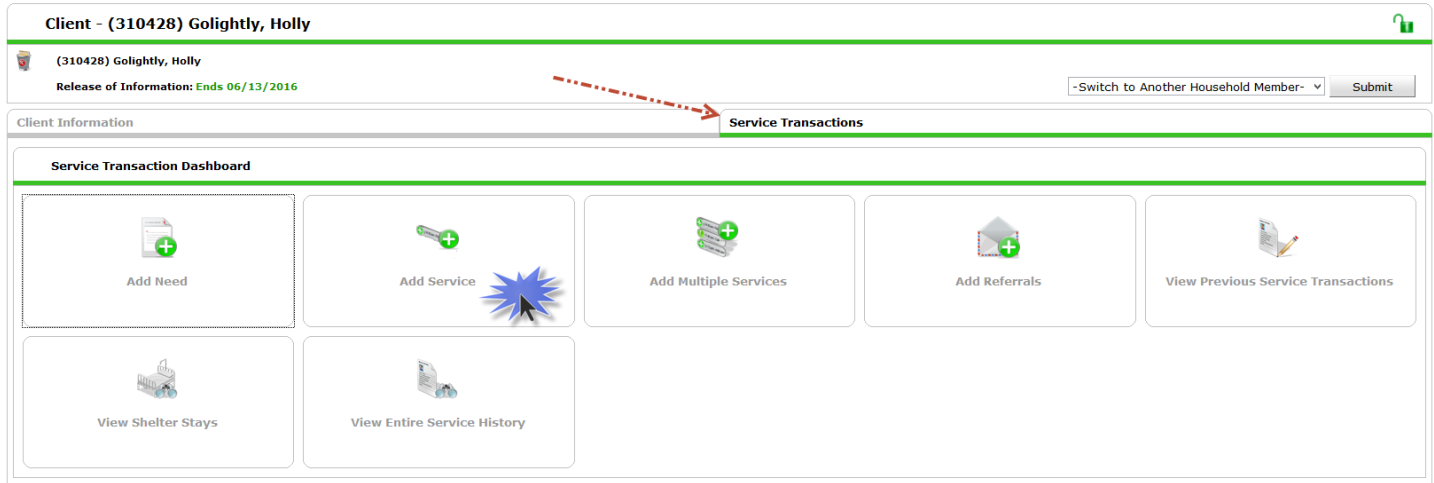 Client - (310428) Golightly, Holly
(310428) Golightly, Holly
Release of Information: Ends 06/13/2016
-Switch to Another Household Member-
Submit
Client Information
Service Transactions
Service Transaction Dashboard
Add Need
Add Service
Add Multiple Services
Add Referrals
View Previous Service Transactions
View Shelter Stays
View Entire Service History